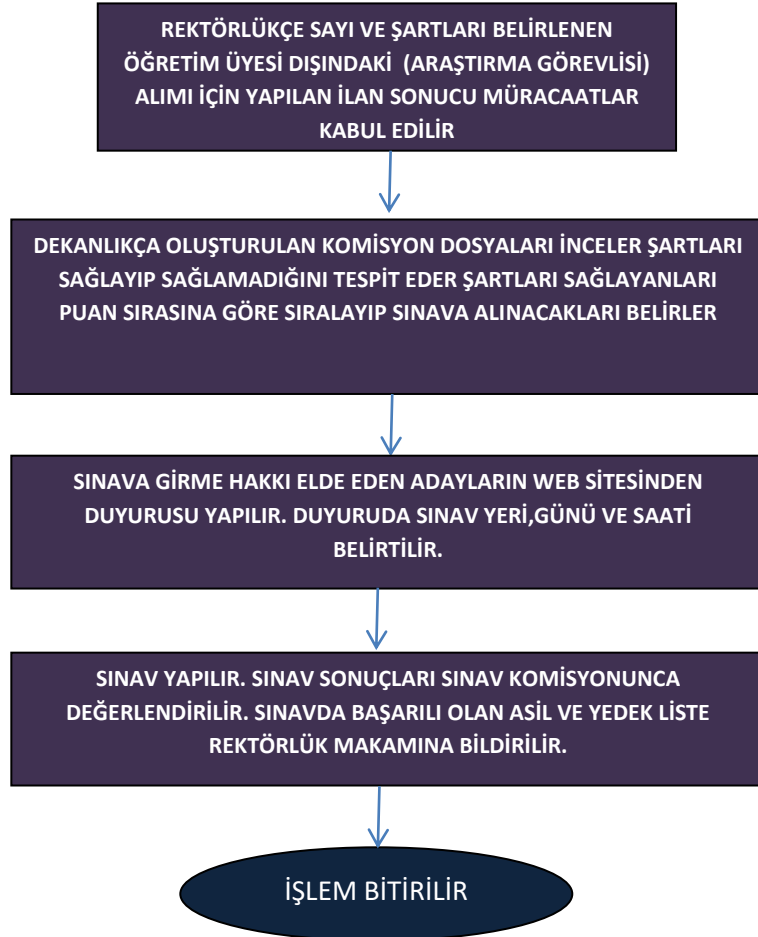 REKTÖRLÜKÇE SAYI VE ŞARTLARI BELİRLENEN
ÖĞRETİM ÜYESİ DIŞINDAKİ (ARAŞTIRMA GÖREVLİSİ)
ALIMI İÇİN YAPILAN İLAN SONUCU MÜRACAATLAR
KABUL EDİLİR
DEKANLIKÇA OLUŞTURULAN KOMİSYON DOSYALARI İNCELER ŞARTLARI
SAĞLAYIP SAĞLAMADIĞINI TESPİT EDER ŞARTLARI SAĞLAYANLARI
PUAN SIRASINA GÖRE SIRALAYIP SINAVA ALINACAKLARI BELİRLER
SINAVA GİRME HAKKI ELDE EDEN ADAYLARIN WEB SİTESİNDEN
DUYURUSU YAPILIR. DUYURUDA SINAV YERİ,GÜNÜ VE SAATİ
BELİRTİLİR.
SINAV YAPILIR. SINAV SONUÇLARI SINAV KOMİSYONUNCA
DEĞERLENDİRİLİR. SINAVDA BAŞARILI OLAN ASİL VE YEDEK LİSTE
REKTÖRLÜK MAKAMINA BİLDİRİLİR.
İŞLEM BİTİRİLİR